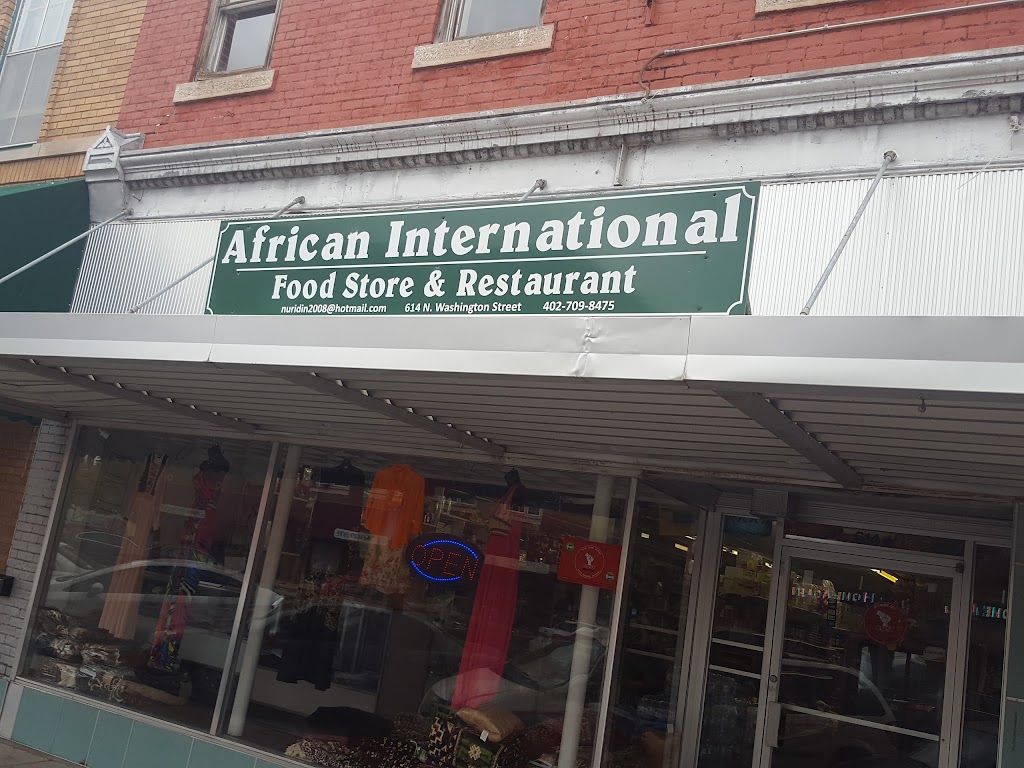 African International
Food Store & Restaurant
nuridin2008@hotmail.com 614 N. Washington Street 402-709-8475
OPEN